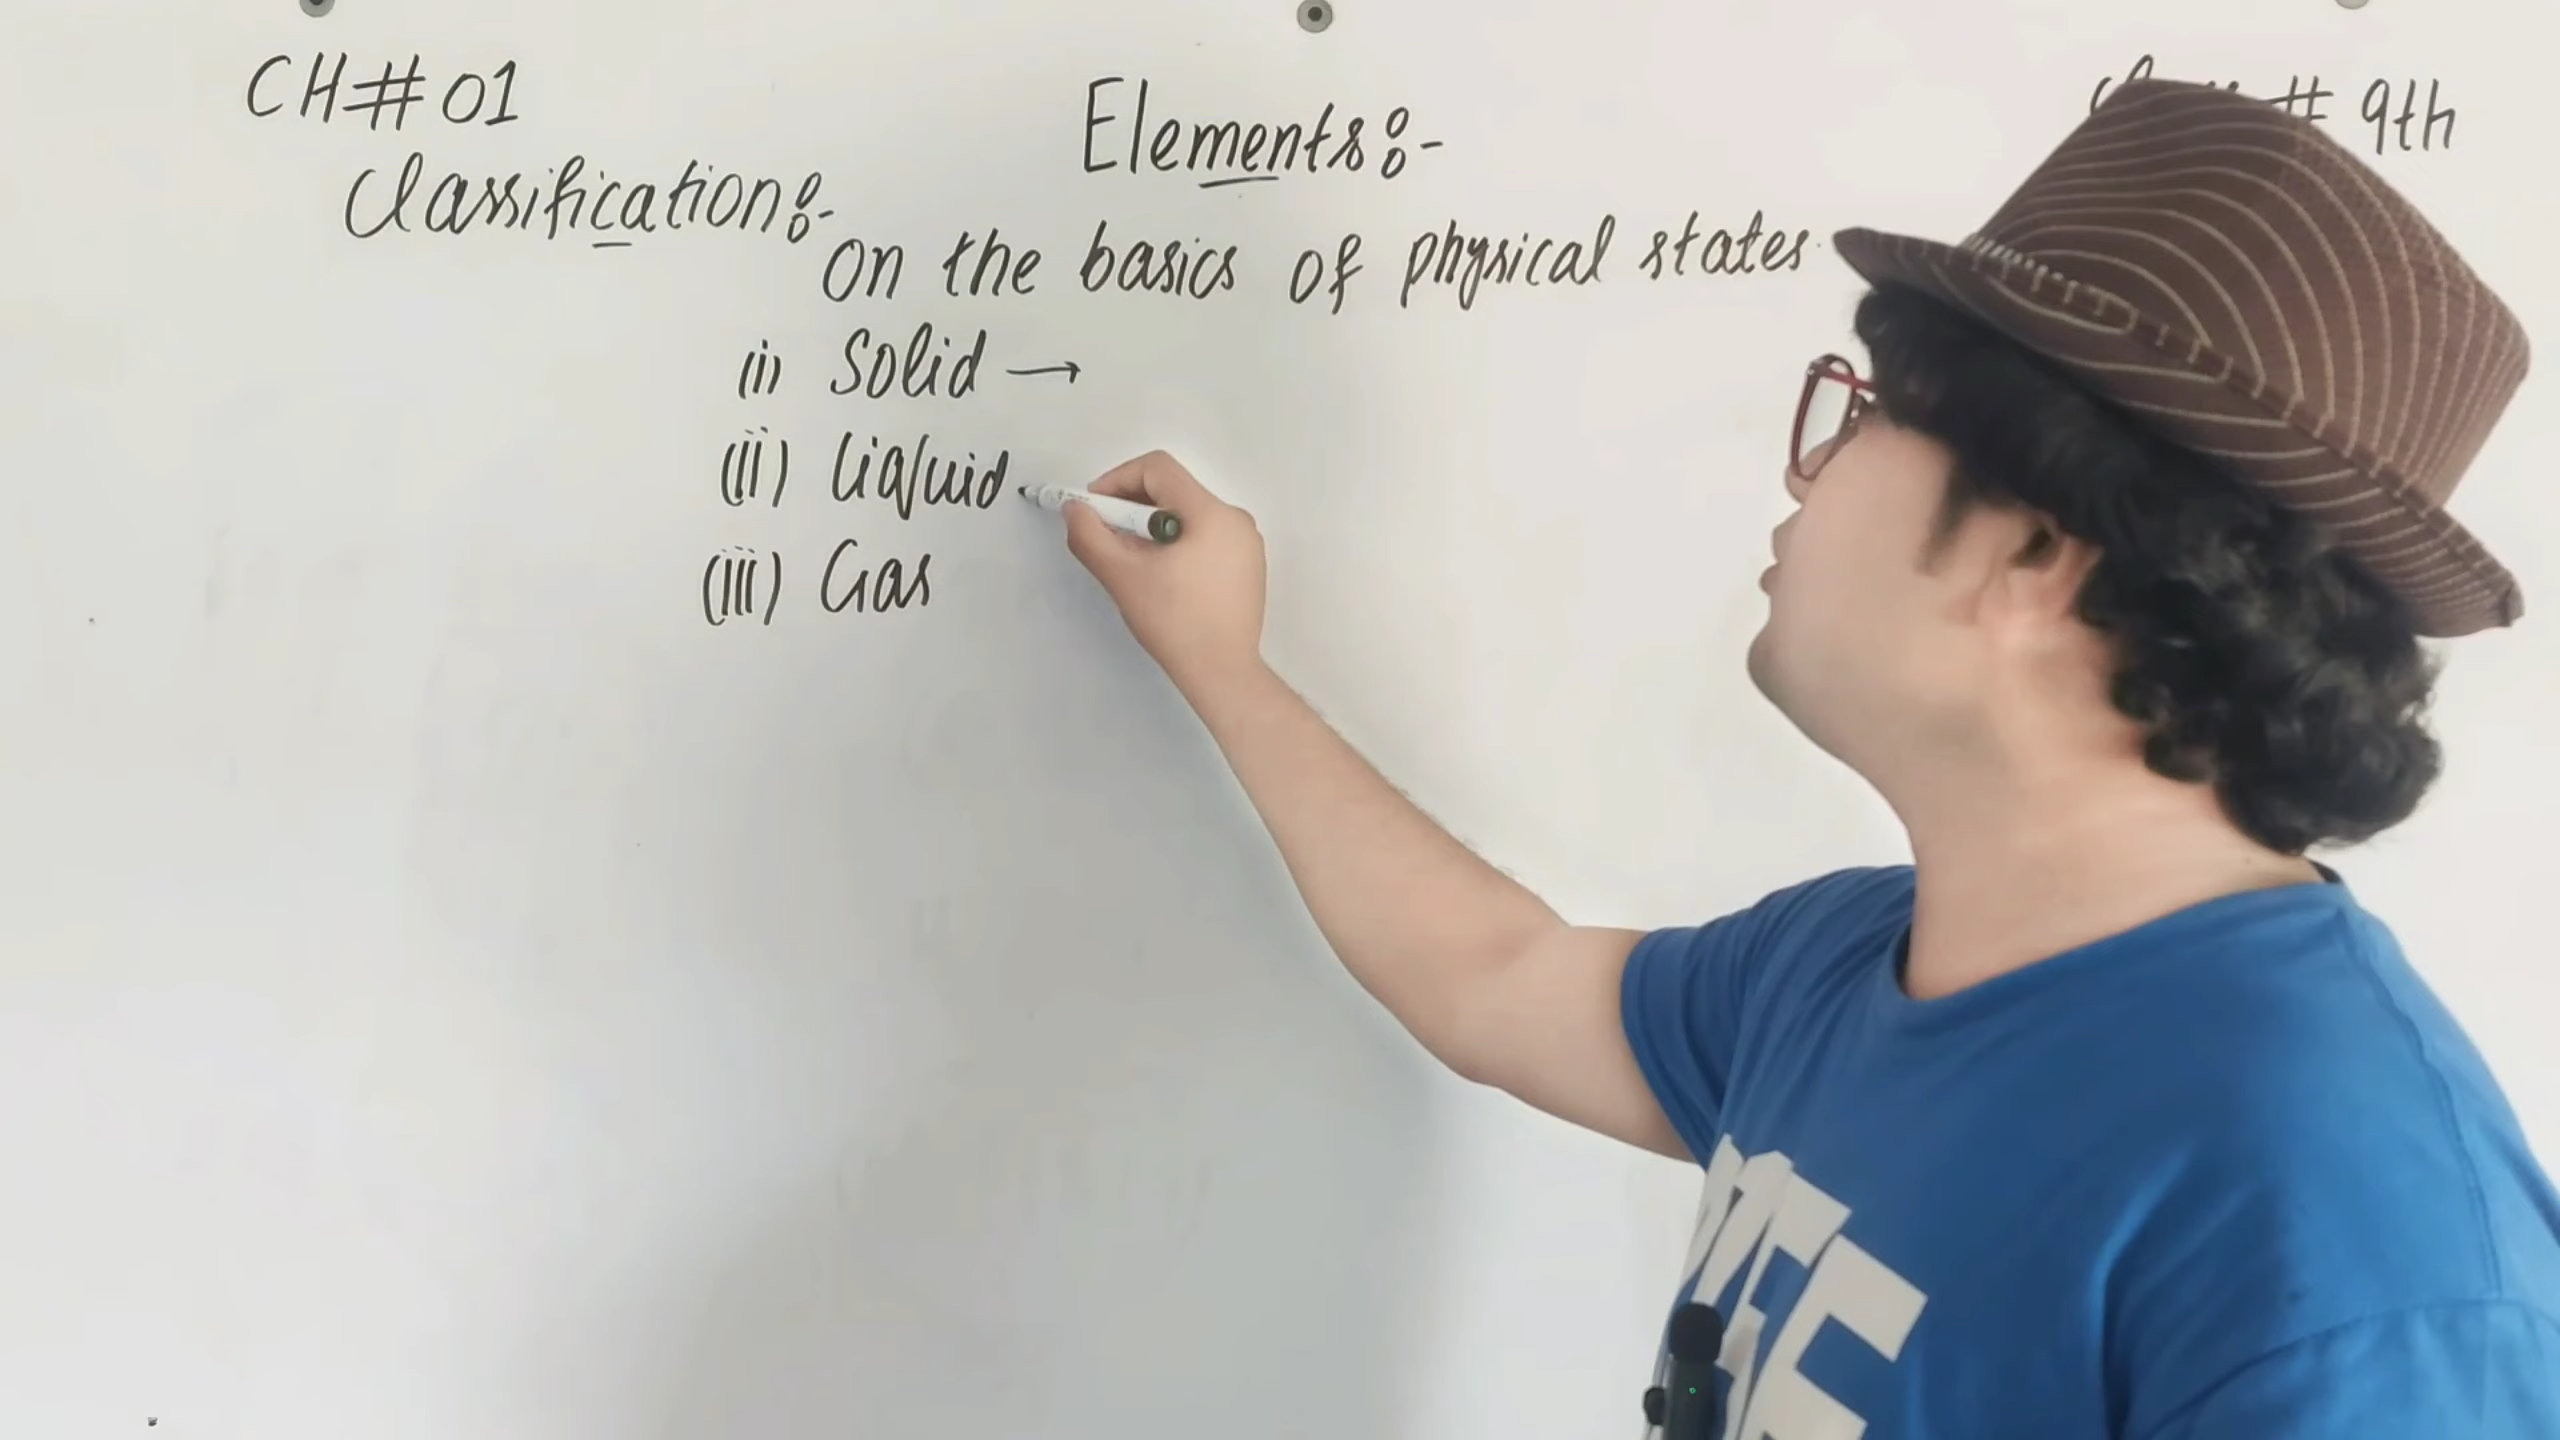 CH# 01
Elements:-
# 9th
Classification:-
On the basics of physical states
(i) Solid →
(ii) Liquid
(iii) Gas